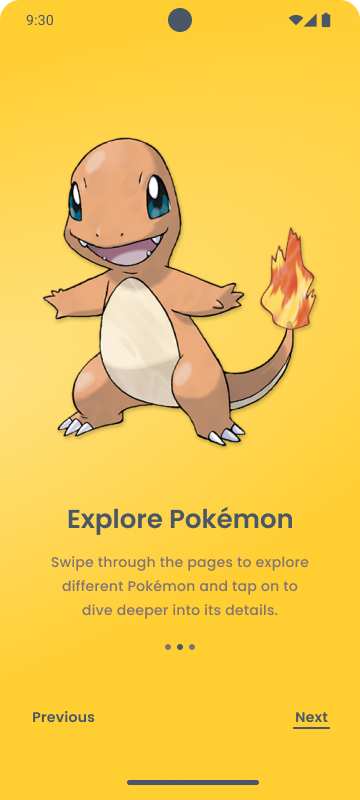 9:30
Explore Pokémon
Swipe through the pages to explore
different Pokémon and tap on to
dive deeper into its details.
Previous
Next